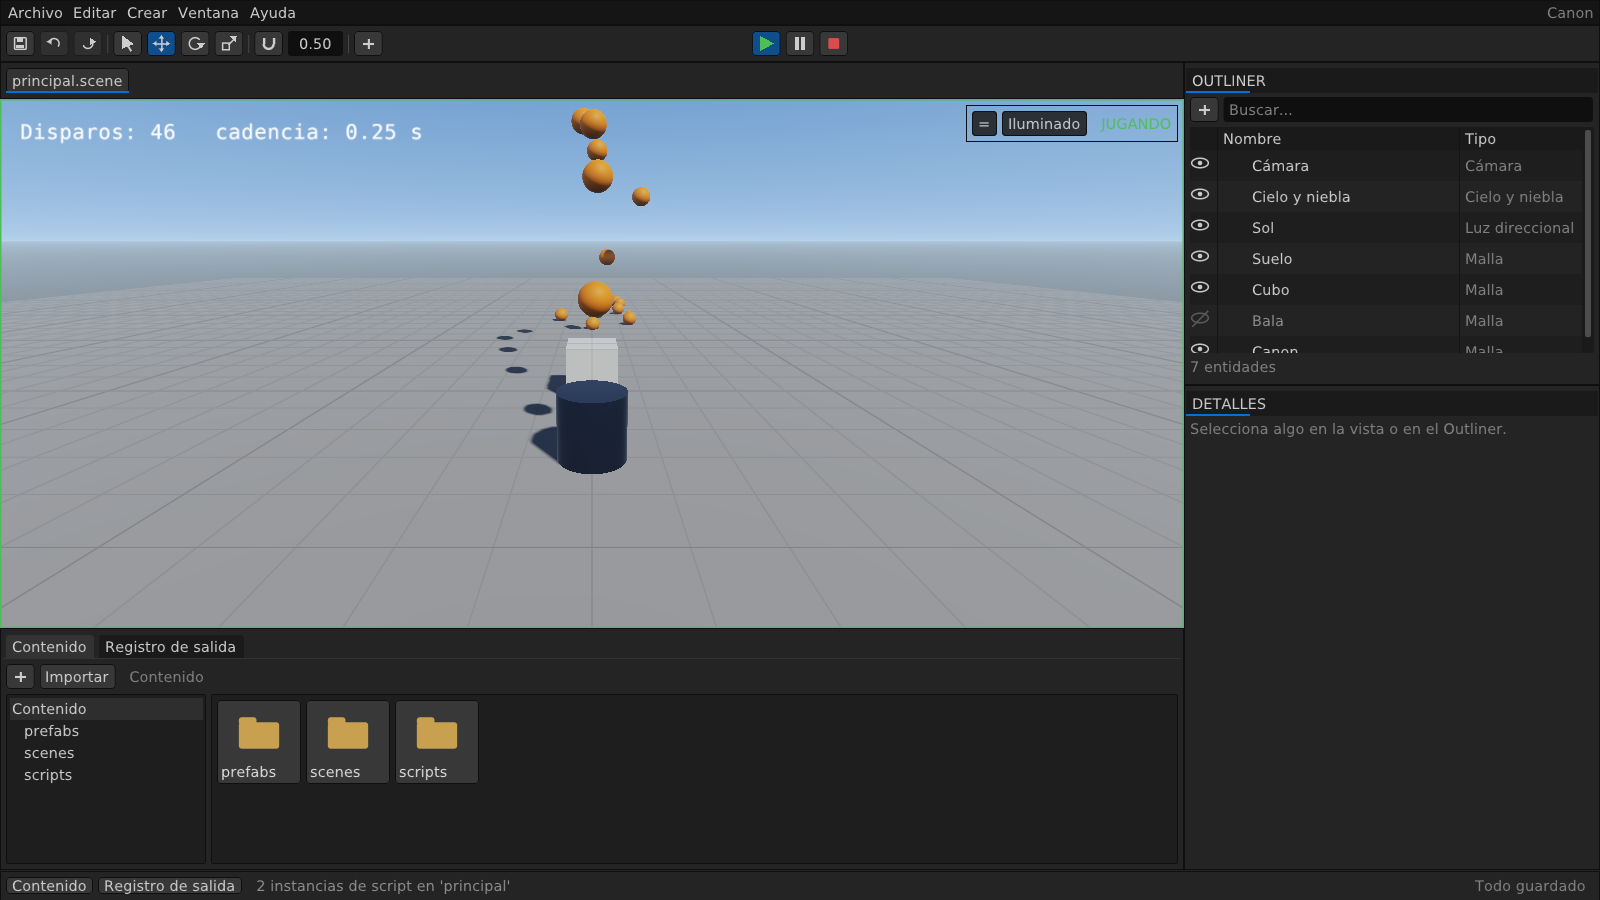 Archivo Editar Crear Ventana Ayuda Canon
0.50
principal.scene
Disparos: 46 cadencia: 0.25 s
= Iluminado JUGANDO
OUTLINER
Buscar...
Nombre Tipo
Cámara Cámara
Cielo y niebla Cielo y niebla
Sol Luz direccional
Suelo Malla
Cubo Malla
Bala Malla
Canon Malla
7 entidades
DETALLES
Selecciona algo en la vista o en el Outliner.
Contenido Registro de salida
+ Importar Contenido
Contenido
prefabs
scenes
scripts
prefabs scenes scripts
Contenido Registro de salida 2 instancias de script en 'principal' Todo guardado